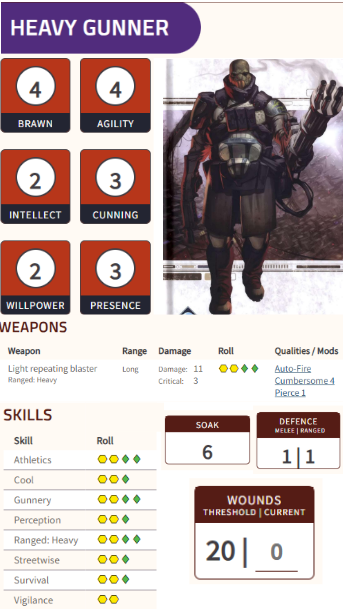 HEAVY GUNNER
4 4
BRAWN AGILITY
2 3
INTELLECT CUNNING
2 3
WILLPOWER PRESENCE
WEAPONS
Weapon Range Damage Roll Qualities / Mods
Light repeating blaster Long Damage: 11 Auto-Fire
Ranged: Heavy Critical: 3 Cumbersome 4
Pierce 1
SKILLS
Skill Roll
Athletics
Cool
Gunnery
Perception
Ranged: Heavy
Streetwise
Survival
Vigilance
SOAK
6
DEFENCE
MELEE | RANGED
1 | 1
WOUNDS
THRESHOLD | CURRENT
20 | 0